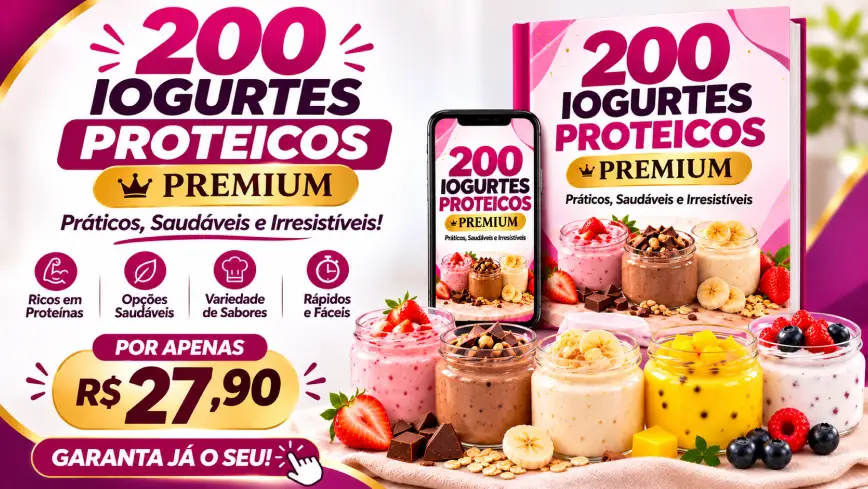 200
IOGURTES
PROTEICOS
PREMIUM
Práticos, Saudáveis e Irresistíveis!
Ricos em
Proteínas
Opções
Saudáveis
Variedade
de Sabores
Rápidos
e Fáceis
POR APENAS
R$ 27,90
GARANTA JÁ O SEU!
200
IOGURTES
PROTEICOS
PREMIUM
Práticos, Saudáveis e Irresistíveis
200
IOGURTES
PROTEICOS
PREMIUM
Práticos, Saudáveis e Irresistíveis